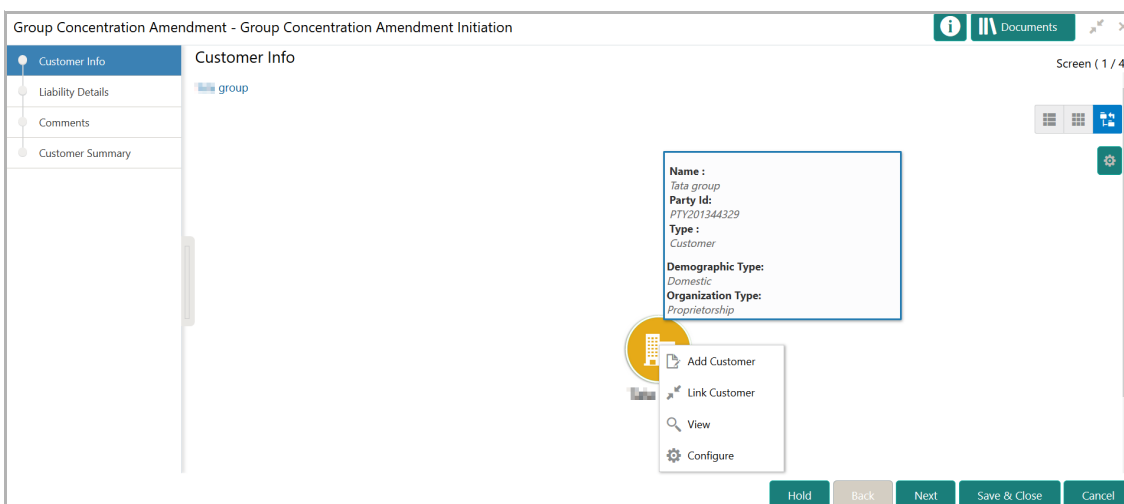 Group Concentration Amendment - Group Concentration Amendment Initiation
Documents
Customer Info
Liability Details
Comments
Customer Summary
Customer Info
Screen ( 1 / 4
group
Name :
Tata group
Party Id:
PTY201344329
Type :
Customer
Demographic Type:
Domestic
Organization Type:
Proprietorship
Add Customer
Link Customer
View
Configure
Hold
Back
Next
Save & Close
Cancel